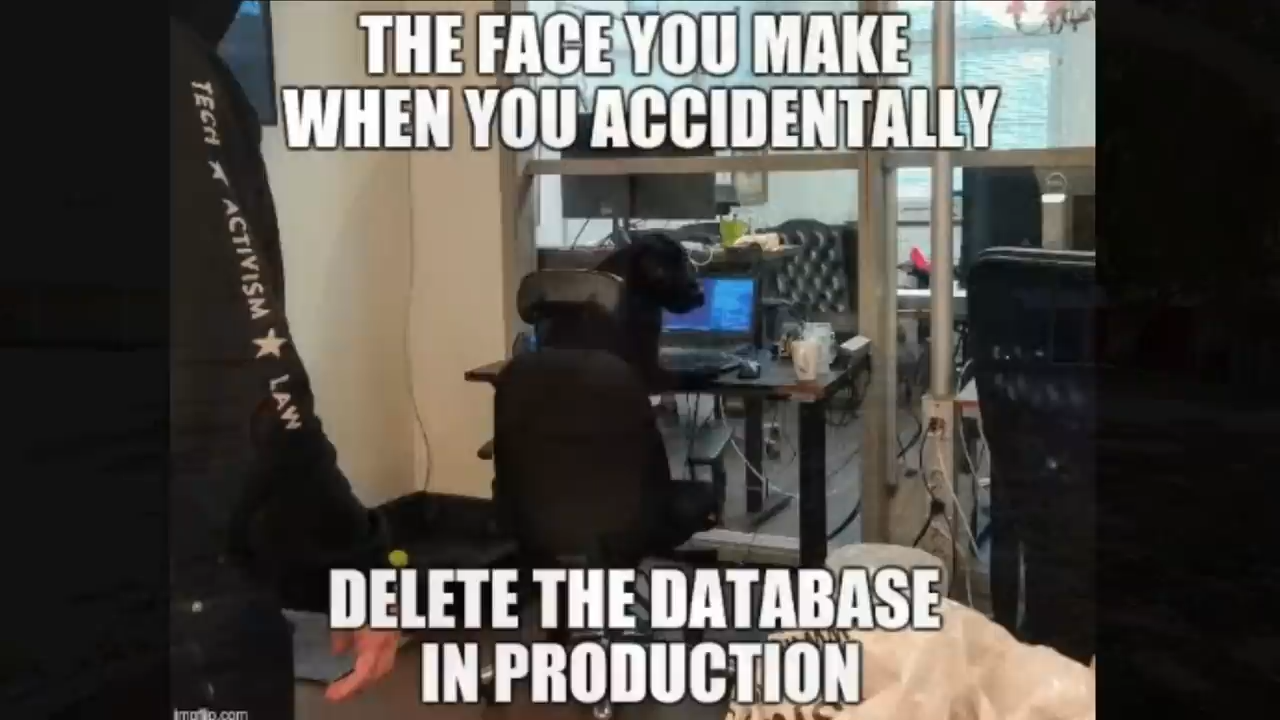 THE FACE YOU MAKE
WHEN YOU ACCIDENTALLY
TECH ★ ACTIVISM ★ LAW
DELETE THE DATABASE
IN PRODUCTION
imgflip.com